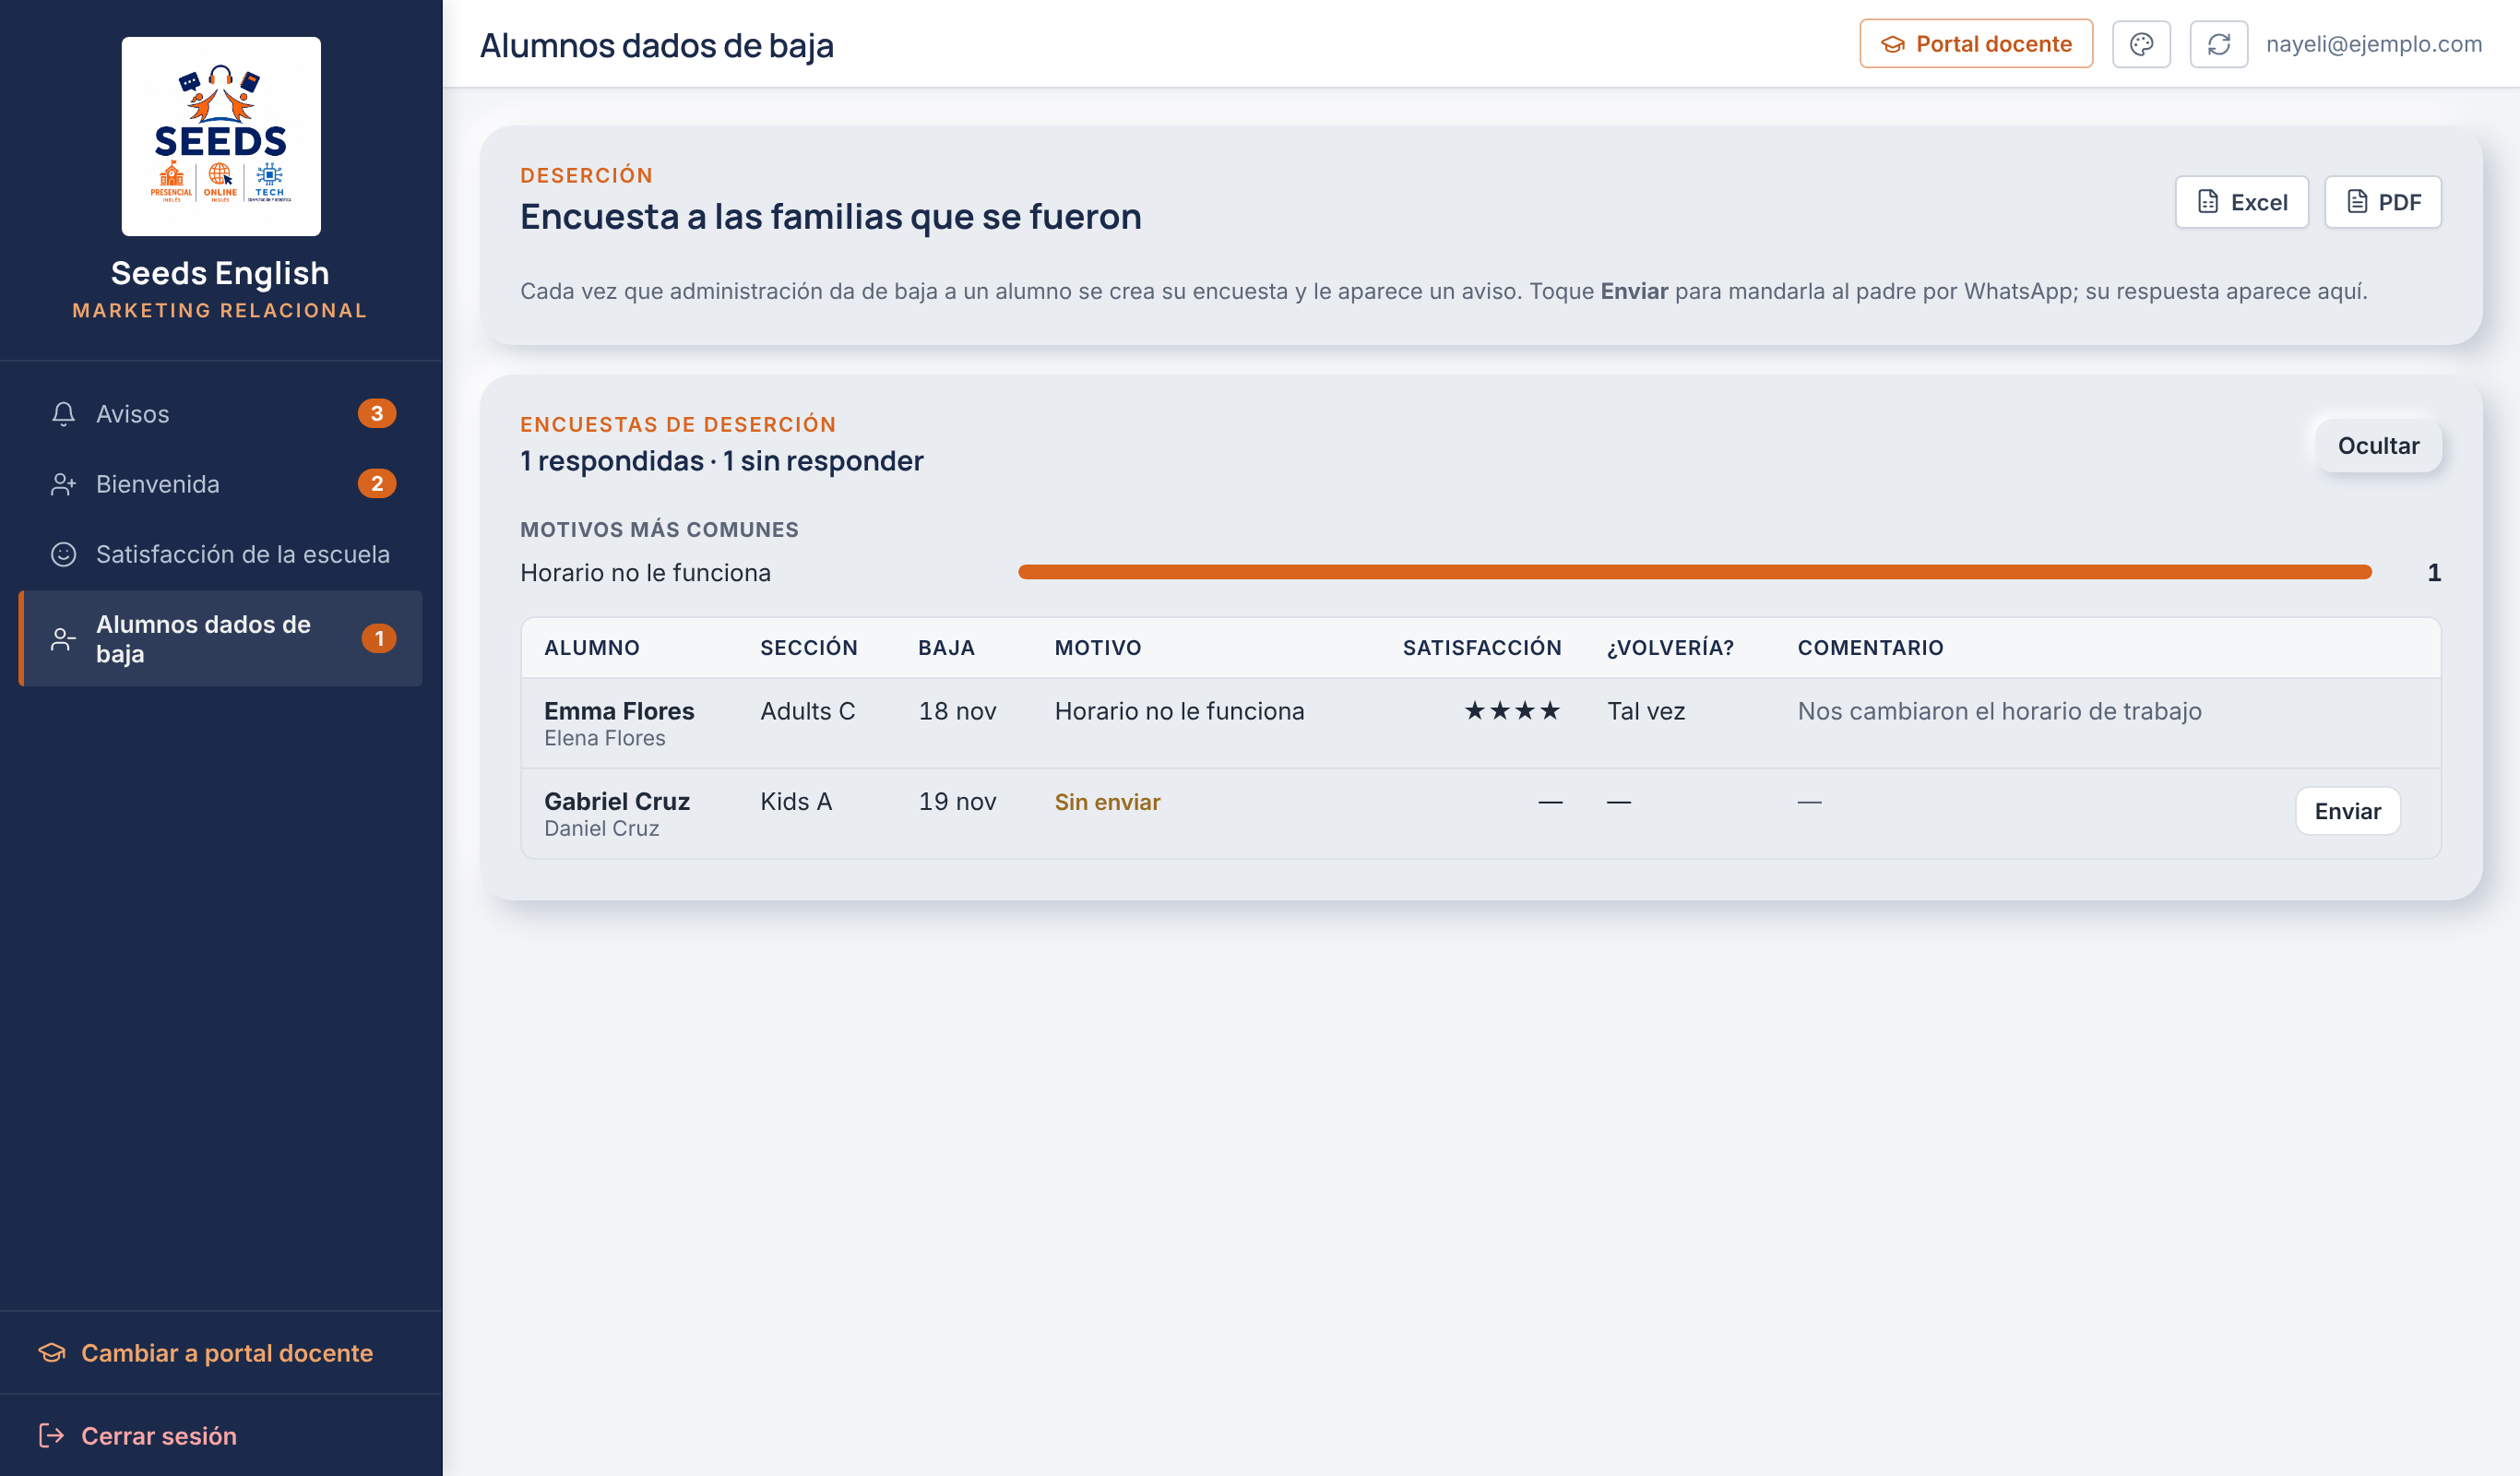 SEEDS
PRESENCIAL
INGLÉS
ONLINE
INGLÉS
TECH
COMPUTACIÓN Y ROBÓTICA
Seeds English
MARKETING RELACIONAL
Avisos 3
Bienvenida 2
Satisfacción de la escuela
Alumnos dados de
baja 1
Cambiar a portal docente
Cerrar sesión
Alumnos dados de baja
Portal docente
nayeli@ejemplo.com
DESERCIÓN
Encuesta a las familias que se fueron
Excel
PDF
Cada vez que administración da de baja a un alumno se crea su encuesta y le aparece un aviso. Toque Enviar para mandarla al padre por WhatsApp; su respuesta aparece aquí.
ENCUESTAS DE DESERCIÓN
1 respondidas · 1 sin responder
Ocultar
MOTIVOS MÁS COMUNES
Horario no le funciona 1
ALUMNO SECCIÓN BAJA MOTIVO SATISFACCIÓN ¿VOLVERÍA? COMENTARIO
Emma Flores Adults C 18 nov Horario no le funciona ★★★★ Tal vez Nos cambiaron el horario de trabajo
Elena Flores
Gabriel Cruz Kids A 19 nov Sin enviar — — — Enviar
Daniel Cruz